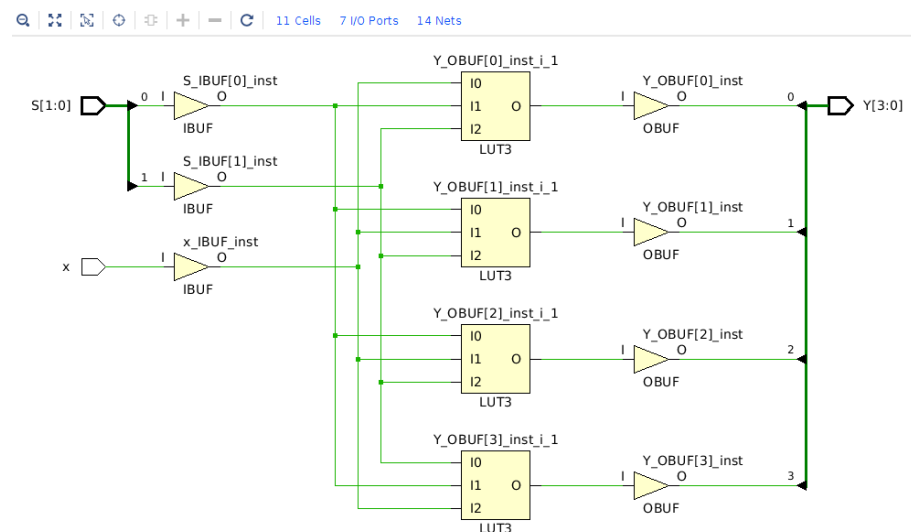 11 Cells 7 I/O Ports 14 Nets
Y_OBUF[0]_inst_i_1
S_IBUF[0]_inst
I0
Y_OBUF[0]_inst
S[1:0]
0
I
O
I1
O
I
O
0
Y[3:0]
IBUF
I2
OBUF
LUT3
S_IBUF[1]_inst
1
I
O
Y_OBUF[1]_inst_i_1
IBUF
I0
Y_OBUF[1]_inst
I1
O
I
O
1
x_IBUF_inst
I2
OBUF
x
I
O
LUT3
IBUF
Y_OBUF[2]_inst_i_1
I0
Y_OBUF[2]_inst
I1
O
I
O
2
I2
OBUF
LUT3
Y_OBUF[3]_inst_i_1
I0
Y_OBUF[3]_inst
I1
O
I
O
3
I2
OBUF
LUT3